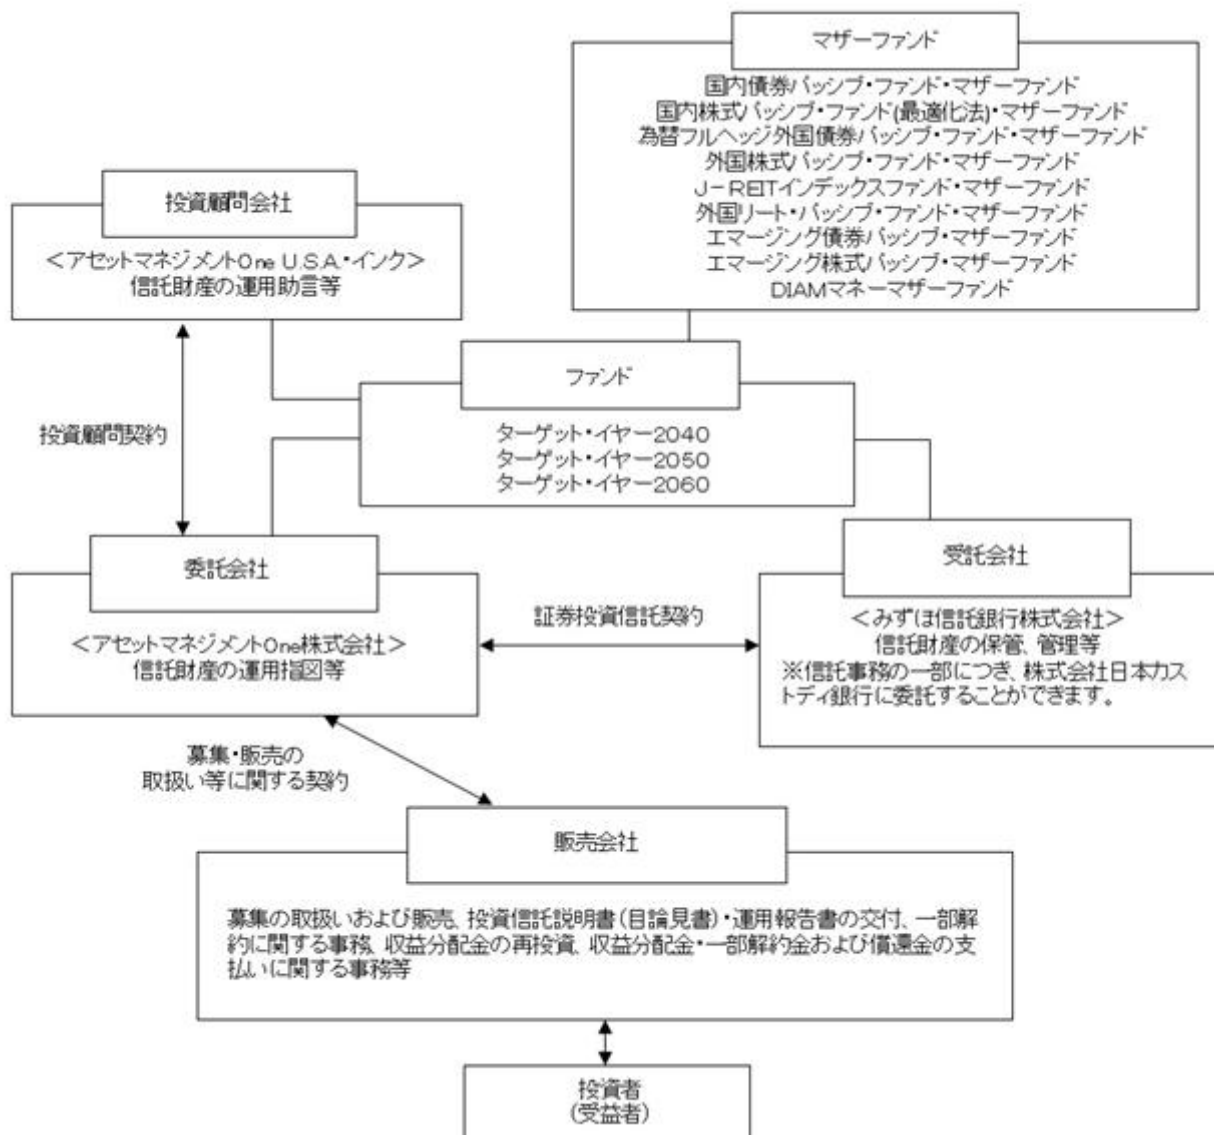 マザーファンド
国内債券パッシブ・ファンド・マザーファンド
国内株式パッシブ・ファンド(最適化法)・マザーファンド
為替フルヘッジ外国債券パッシブ・ファンド・マザーファンド
外国株式パッシブ・ファンド・マザーファンド
J-REITインデックスファンド・マザーファンド
外国リート・パッシブ・ファンド・マザーファンド
エマージング債券パッシブ・マザーファンド
エマージング株式パッシブ・マザーファンド
DIAMマネーマザーファンド
投資顧問会社
<アセットマネジメントOne U.S.A.・インク>
信託財産の運用助言等
ファンド
ターゲット・イヤー2040
ターゲット・イヤー2050
ターゲット・イヤー2060
投資顧問契約
委託会社
<アセットマネジメントOne株式会社>
信託財産の運用指図等
証券投資信託契約
受託会社
<みずほ信託銀行株式会社>
信託財産の保管、管理等
※信託事務の一部につき、株式会社日本カス
トディ銀行に委託することができます。
募集・販売の
取扱い等に関する契約
販売会社
募集の取扱いおよび販売、投資信託説明書(目論見書)・運用報告書の交付、一部解
約に関する事務、収益分配金の再投資、収益分配金・一部解約金および償還金の支
払いに関する事務等
投資者
(受益者)